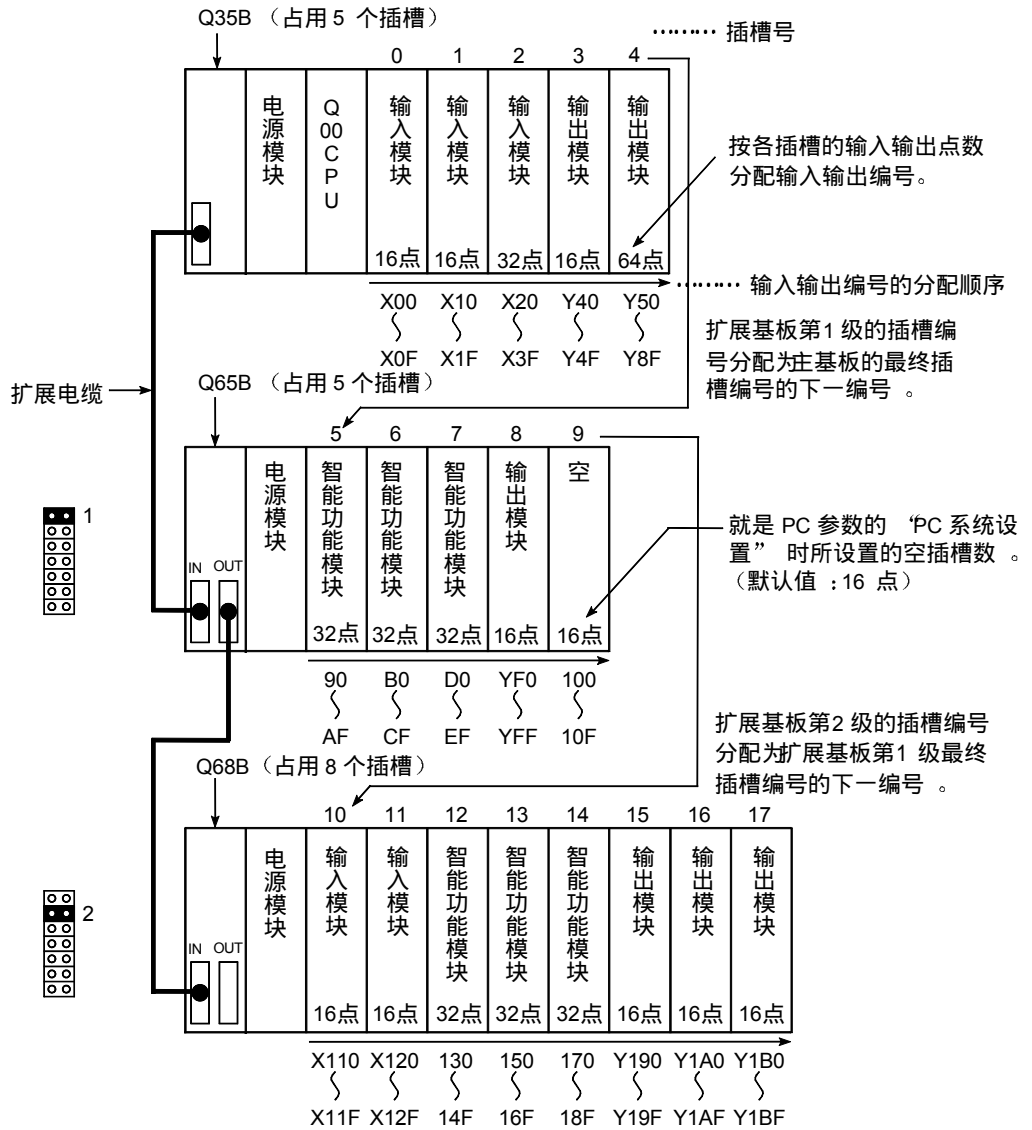 Q35B （占用 5 个插槽）
……… 插槽号
0 1 2 3 4
电源模块
Q00CPU
输入模块
输入模块
输入模块
输出模块
输出模块
按各插槽的输入输出点数
分配输入输出编号。
16点 16点 32点 16点 64点
……… 输入输出编号的分配顺序
X00 X10 X20 Y40 Y50
X0F X1F X3F Y4F Y8F
扩展基板第1 级的插槽编
号分配为主基板的最终插
槽编号的下一编号 。
扩展电缆
Q65B （占用 5 个插槽）
5 6 7 8 9
1
IN OUT
电源模块
智能功能模块
智能功能模块
智能功能模块
输出模块
空
就是 PC 参数的 “PC 系统设
置” 时所设置的空插槽数 。
（默认值 :16 点）
32点 32点 32点 16点 16点
90 B0 D0 YF0 100
AF CF EF YFF 10F
扩展基板第2 级的插槽编号
分配为扩展基板第1 级最终
插槽编号的下一编号 。
Q68B （占用 8 个插槽）
10 11 12 13 14 15 16 17
2
IN OUT
电源模块
输入模块
输入模块
智能功能模块
智能功能模块
智能功能模块
输出模块
输出模块
输出模块
16点 16点 32点 32点 32点 16点 16点 16点
X110 X120 130 150 170 Y190 Y1A0 Y1B0
X11F X12F 14F 16F 18F Y19F Y1AF Y1BF